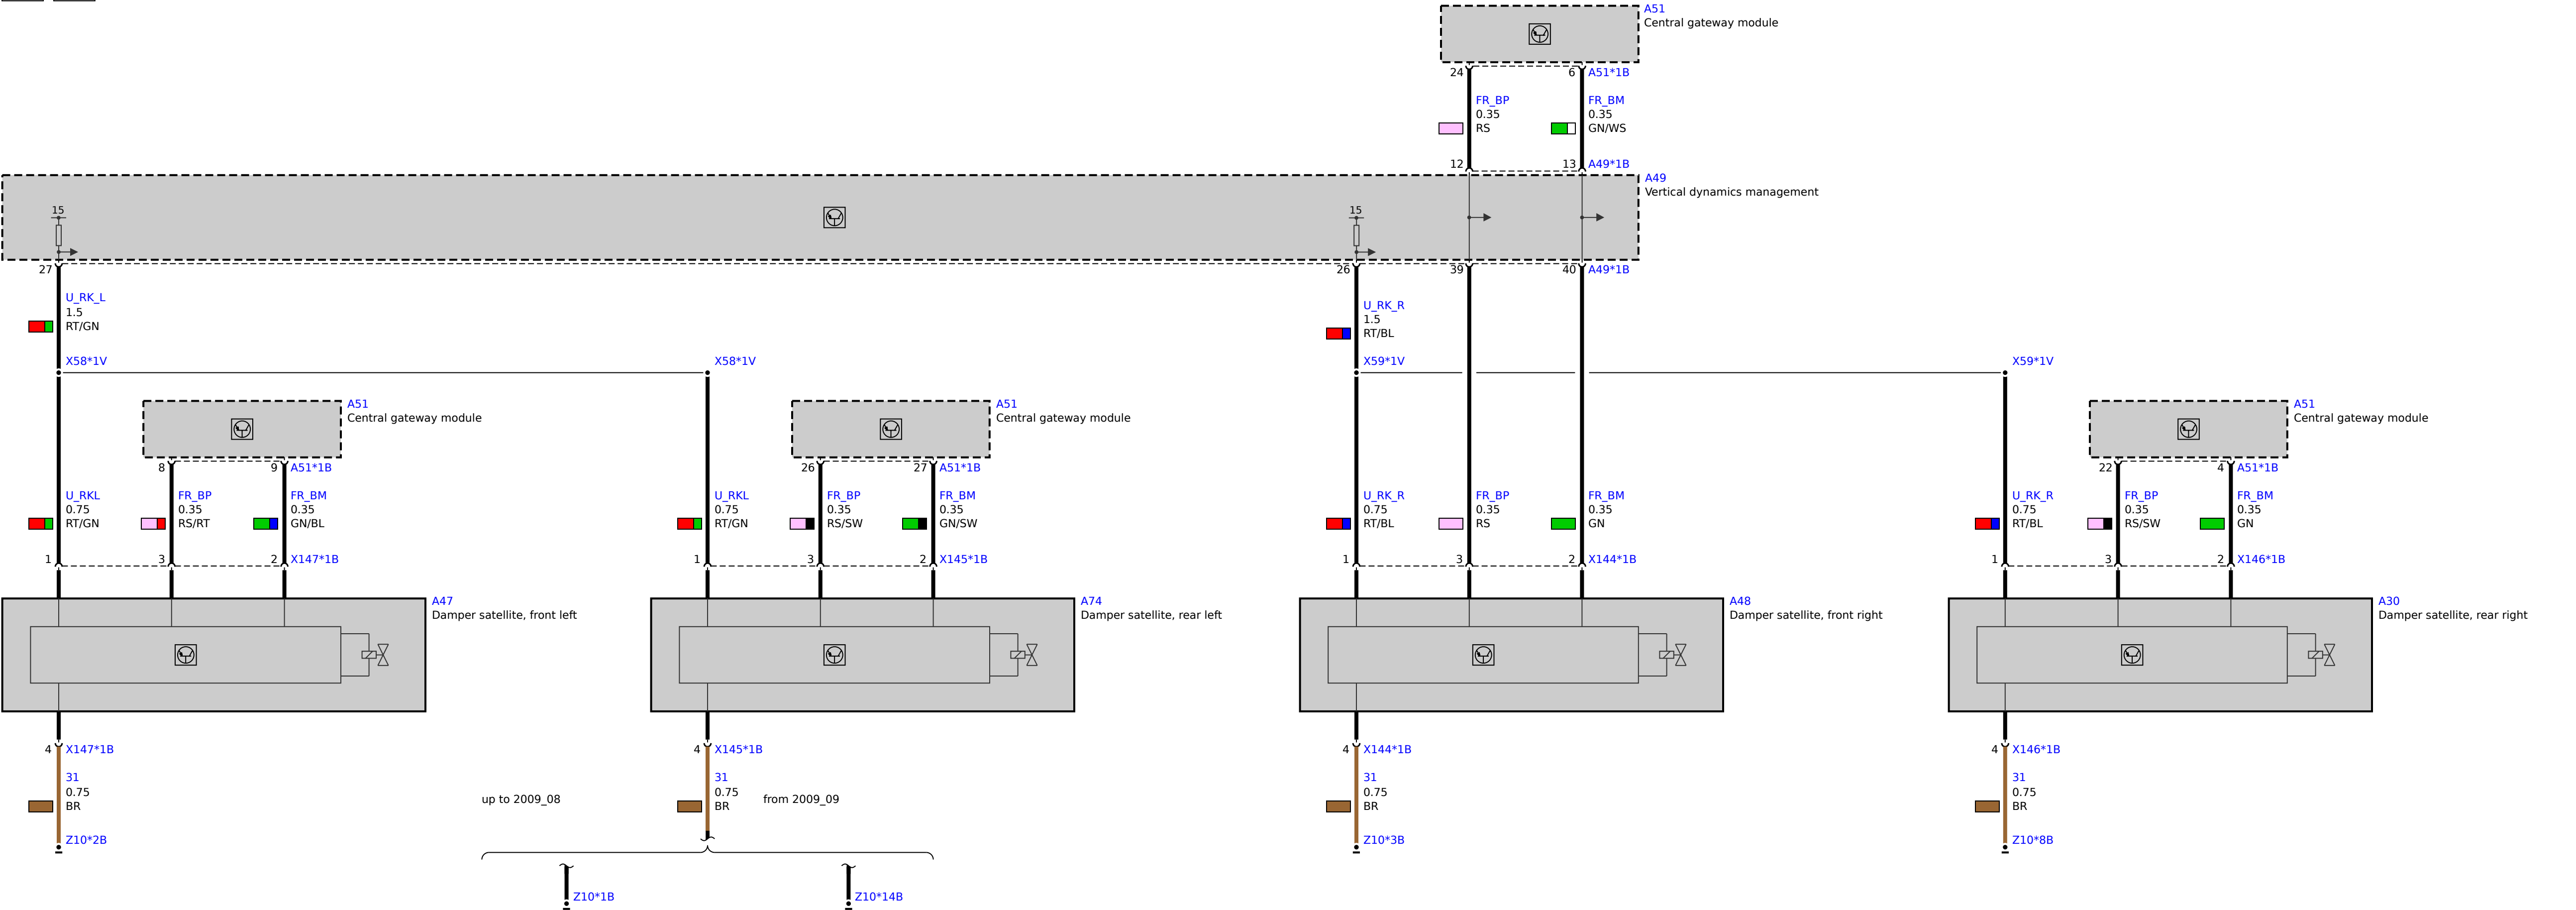 A51
Central gateway module
24
6
A51*1B
FR_BP
0.35
RS
FR_BM
0.35
GN/WS
12
13
A49*1B
A49
Vertical dynamics management
15
15
27
26
39
40
A49*1B
U_RK_L
1.5
RT/GN
U_RK_R
1.5
RT/BL
X58*1V
X58*1V
X59*1V
X59*1V
A51
Central gateway module
A51
Central gateway module
A51
Central gateway module
8
9
A51*1B
26
27
A51*1B
22
4
A51*1B
U_RKL
0.75
RT/GN
FR_BP
0.35
RS/RT
FR_BM
0.35
GN/BL
U_RKL
0.75
RT/GN
FR_BP
0.35
RS/SW
FR_BM
0.35
GN/SW
U_RK_R
0.75
RT/BL
FR_BP
0.35
RS
FR_BM
0.35
GN
U_RK_R
0.75
RT/BL
FR_BP
0.35
RS/SW
FR_BM
0.35
GN
1
3
2
X147*1B
1
3
2
X145*1B
1
3
2
X144*1B
1
3
2
X146*1B
A47
Damper satellite, front left
A74
Damper satellite, rear left
A48
Damper satellite, front right
A30
Damper satellite, rear right
4
X147*1B
4
X145*1B
4
X144*1B
4
X146*1B
31
0.75
BR
up to 2009_08
31
0.75
BR
from 2009_09
31
0.75
BR
31
0.75
BR
Z10*2B
Z10*3B
Z10*8B
Z10*1B
Z10*14B